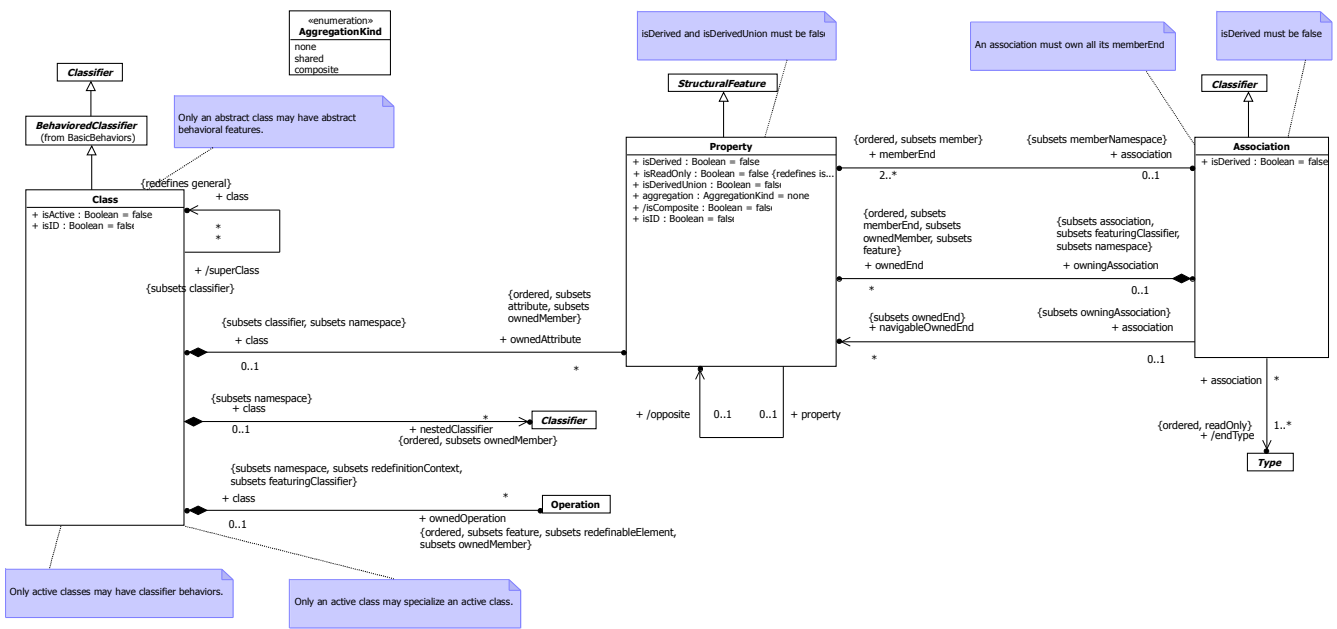 «enumeration»
AggregationKind
none
shared
composite
isDerived and isDerivedUnion must be false
An association must own all its memberEnd
isDerived must be false
Classifier
BehavioredClassifier
(from BasicBehaviors)
Only an abstract class may have abstract
behavioral features.
StructuralFeature
Classifier
Class
+ isActive : Boolean = false
+ isID : Boolean = false
{redefines general}
+ class
*
*
+ /superClass
{subsets classifier}
Property
+ isDerived : Boolean = false
+ isReadOnly : Boolean = false {redefines is...
+ isDerivedUnion : Boolean = false
+ aggregation : AggregationKind = none
+ /isComposite : Boolean = false
+ isID : Boolean = false
{ordered, subsets member}
+ memberEnd
2..*
{subsets memberNamespace}
+ association
0..1
Association
+ isDerived : Boolean = false
{ordered, subsets
memberEnd, subsets
ownedMember, subsets
feature}
+ ownedEnd
*
{subsets association,
subsets featuringClassifier,
subsets namespace}
+ owningAssociation
0..1
{subsets ownedEnd}
+ navigableOwnedEnd
*
{subsets owningAssociation}
+ association
0..1
{subsets classifier, subsets namespace}
+ class
0..1
{ordered, subsets
attribute, subsets
ownedMember}
+ ownedAttribute
*
+ /opposite
0..1
0..1
+ property
+ association
*
{ordered, readOnly}
+ /endType
1..*
Type
{subsets namespace}
+ class
0..1
*
+ nestedClassifier
{ordered, subsets ownedMember}
Classifier
{subsets namespace, subsets redefinitionContext,
subsets featuringClassifier}
+ class
0..1
*
+ ownedOperation
{ordered, subsets feature, subsets redefinableElement,
subsets ownedMember}
Operation
Only active classes may have classifier behaviors.
Only an active class may specialize an active class.